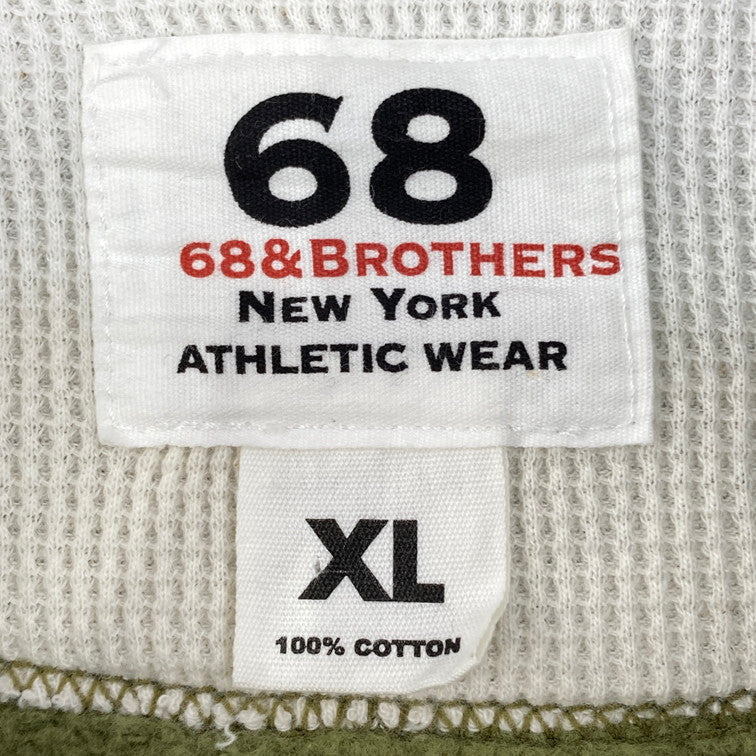 68
68&BROTHERS
NEW YORK
ATHLETIC WEAR
XL
100% COTTON